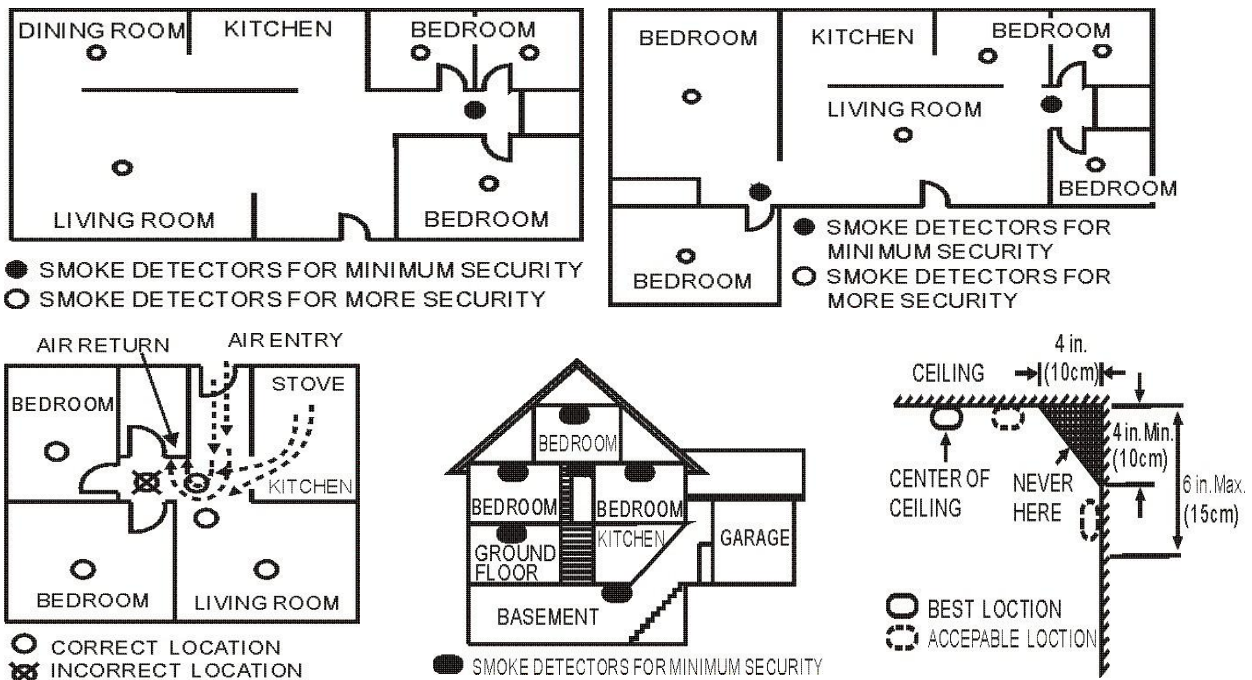 DINING ROOM
KITCHEN
BEDROOM
LIVING ROOM
BEDROOM
● SMOKE DETECTORS FOR MINIMUM SECURITY
○ SMOKE DETECTORS FOR MORE SECURITY
BEDROOM
KITCHEN
BEDROOM
LIVING ROOM
BEDROOM
BEDROOM
SMOKE DETECTORS FOR
MINIMUM SECURITY
SMOKE DETECTORS FOR
MORE SECURITY
AIR RETURN
AIR ENTRY
STOVE
BEDROOM
KITCHEN
BEDROOM
LIVING ROOM
CORRECT LOCATION
INCORRECT LOCATION
BEDROOM
BEDROOM
BEDROOM
GROUND
FLOOR
KITCHEN
GARAGE
BASEMENT
SMOKE DETECTORS FOR MINIMUM SECURITY
4 in.
(10cm)
CEILING
4 in. Min.
(10cm)
6 in. Max.
(15cm)
CENTER OF
CEILING
NEVER
HERE
BEST LOCTION
ACCEPABLE LOCTION